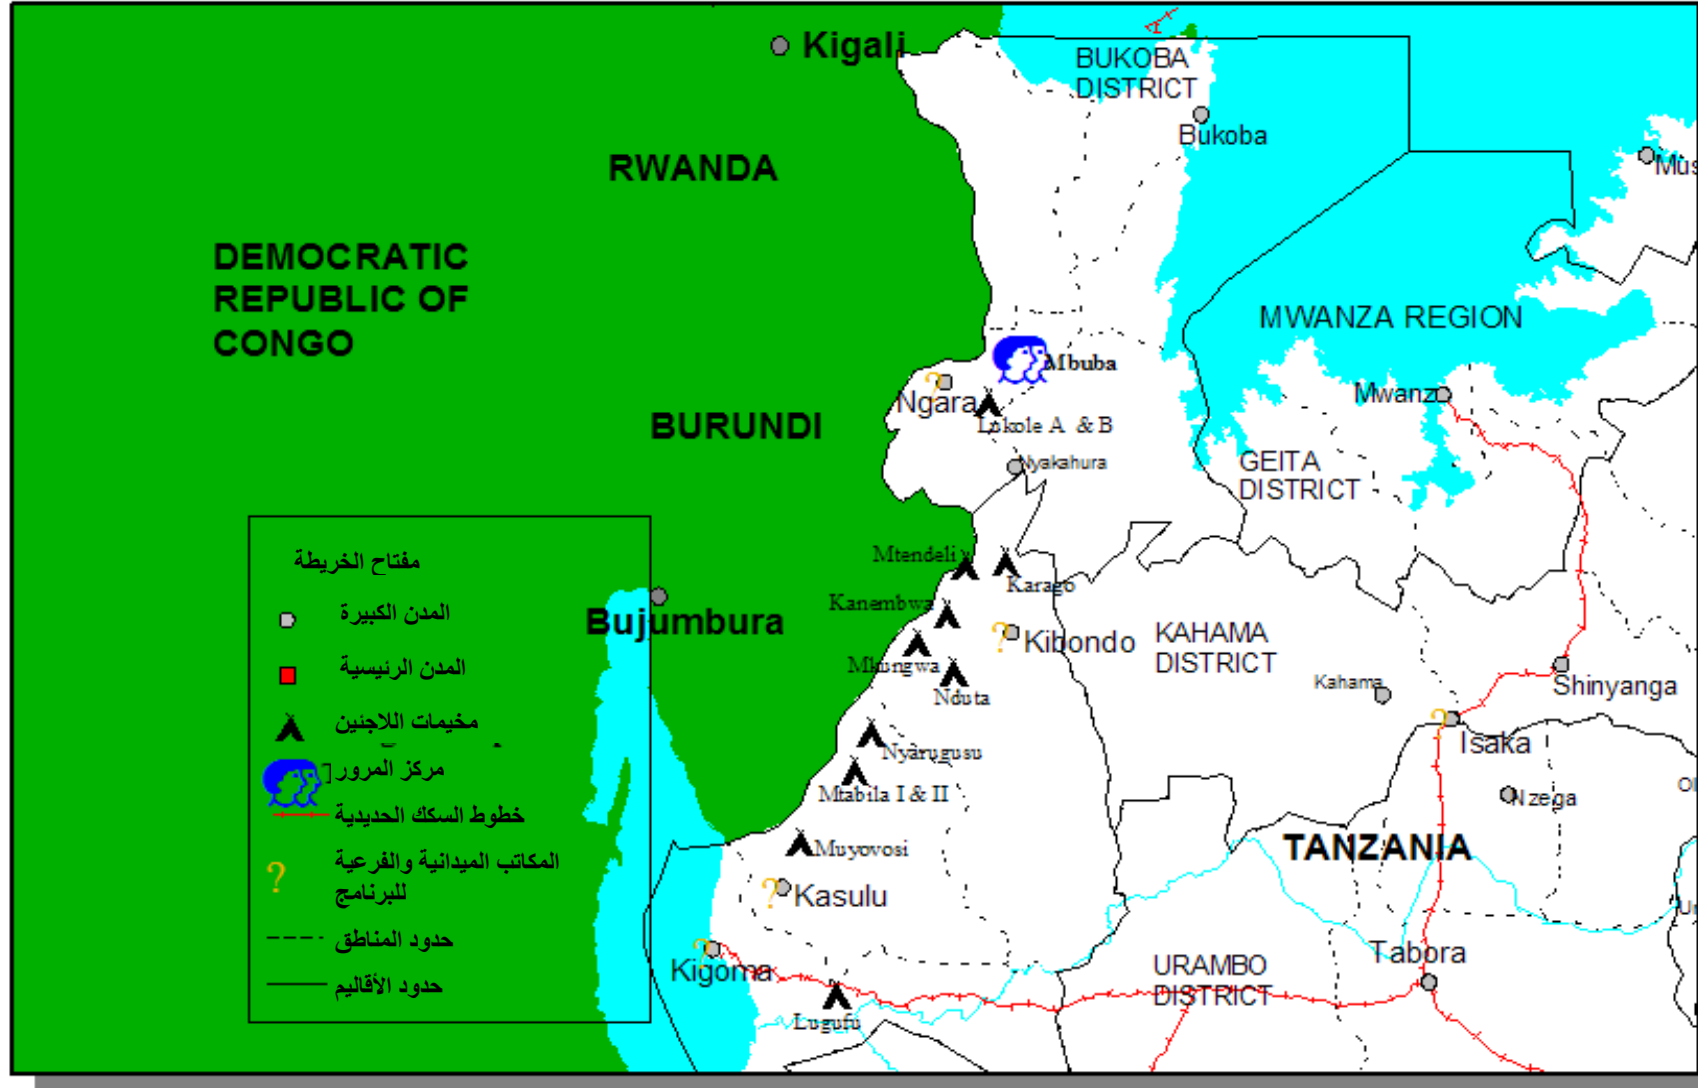 Kigali
BUKOBA
DISTRICT
Bukoba
RWANDA
DEMOCRATIC
REPUBLIC OF
CONGO
MWANZA REGION
Mbuba
Ngara
Lukole A & B
BURUNDI
Nyakahura
GEITA
DISTRICT
Mtendeli
Karago
Kanembwa
Bujumbura
Kibondo
KAHAMA
DISTRICT
Mkungwa
Nduta
Kahama
Shinyanga
Isaka
Nyarugusu
Mtabila I & II
Nzega
TANZANIA
Muyovosi
Kasulu
Kigoma
Lugufu
URAMBO
DISTRICT
Tabora
مفتاح الخريطة
المدن الكبيرة
المدن الرئيسية
مخيمات اللاجئين
مركز المرور
خطوط السكك الحديدية
المكاتب الميدانية والفرعية
للبرنامج
حدود المناطق
حدود الأقاليم